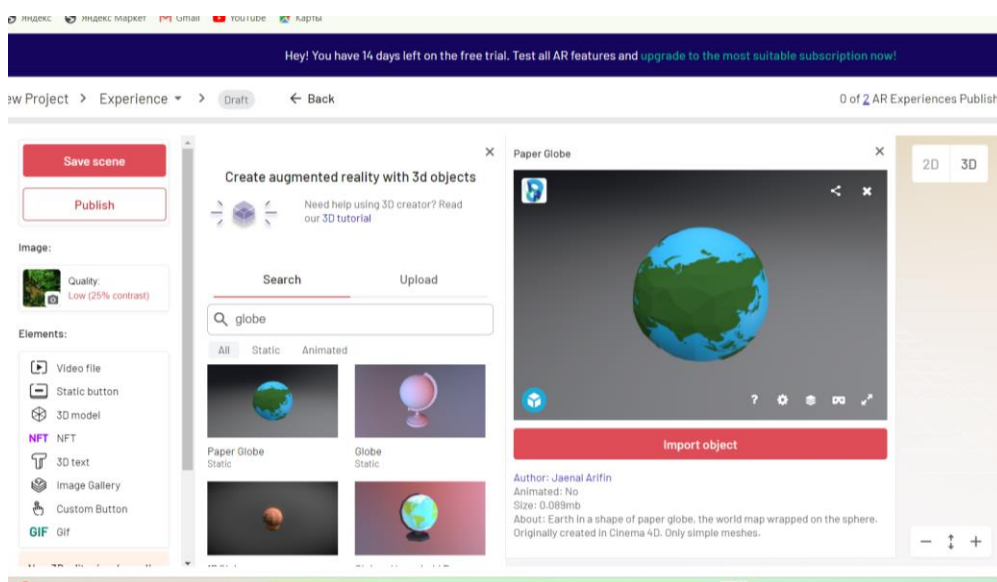 Яндекс Яндекс Маркет Gmail YouTube Карты
Hey! You have 14 days left on the free trial. Test all AR features and upgrade to the most suitable subscription now!
ew Project > Experience > Draft ← Back 0 of 2 AR Experiences Publish
Save scene
Publish
Image:
Quality:
Low (25% contrast)
Elements:
Video file
Static button
3D model
NFT NFT
3D text
Image Gallery
Custom Button
GIF Gif
Create augmented reality with 3d objects
Need help using 3D creator? Read
our 3D tutorial
Search Upload
globe
All Static Animated
Paper Globe
Static
Globe
Static
Paper Globe
Import object
Author: Jaenal Arifin
Animated: No
Size: 0.089mb
About: Earth in a shape of paper globe, the world map wrapped on the sphere.
Originally created in Cinema 4D. Only simple meshes.
2D 3D